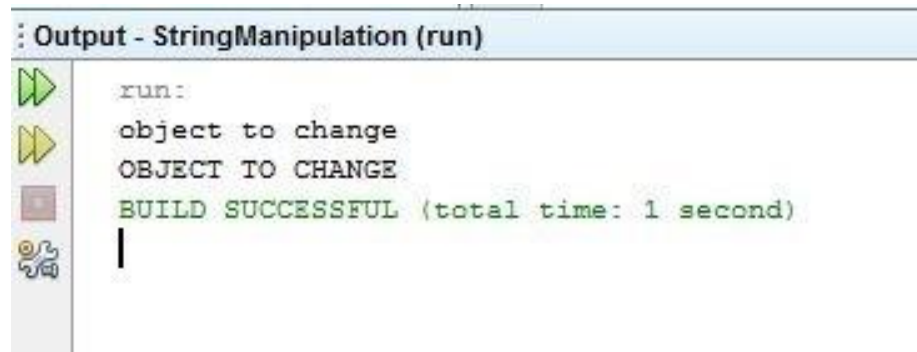 Output - StringManipulation (run)
run:
object to change
OBJECT TO CHANGE
BUILD SUCCESSFUL (total time: 1 second)